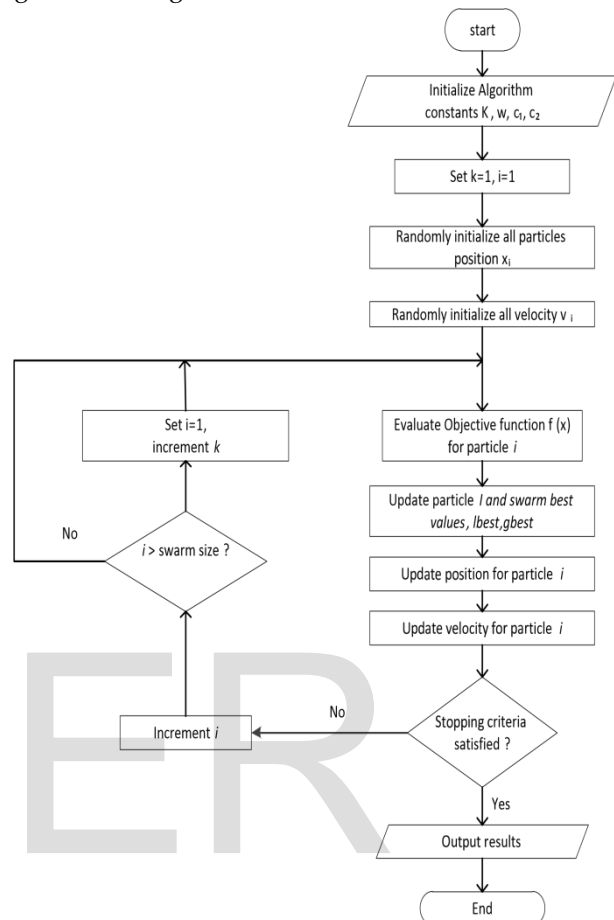 start
Initialize Algorithm
constants K , w, c₁, c₂
Set k=1, i=1
Randomly initialize all particles
position xᵢ
Randomly initialize all velocity v ᵢ
Set i=1,
increment k
Evaluate Objective function f (x)
for particle i
Update particle I and swarm best
values , lbest,gbest
No
i > swarm size ?
Update position for particle i
Update velocity for particle i
Increment i
No
Stopping criteria
satisfied ?
Yes
Output results
End
ER